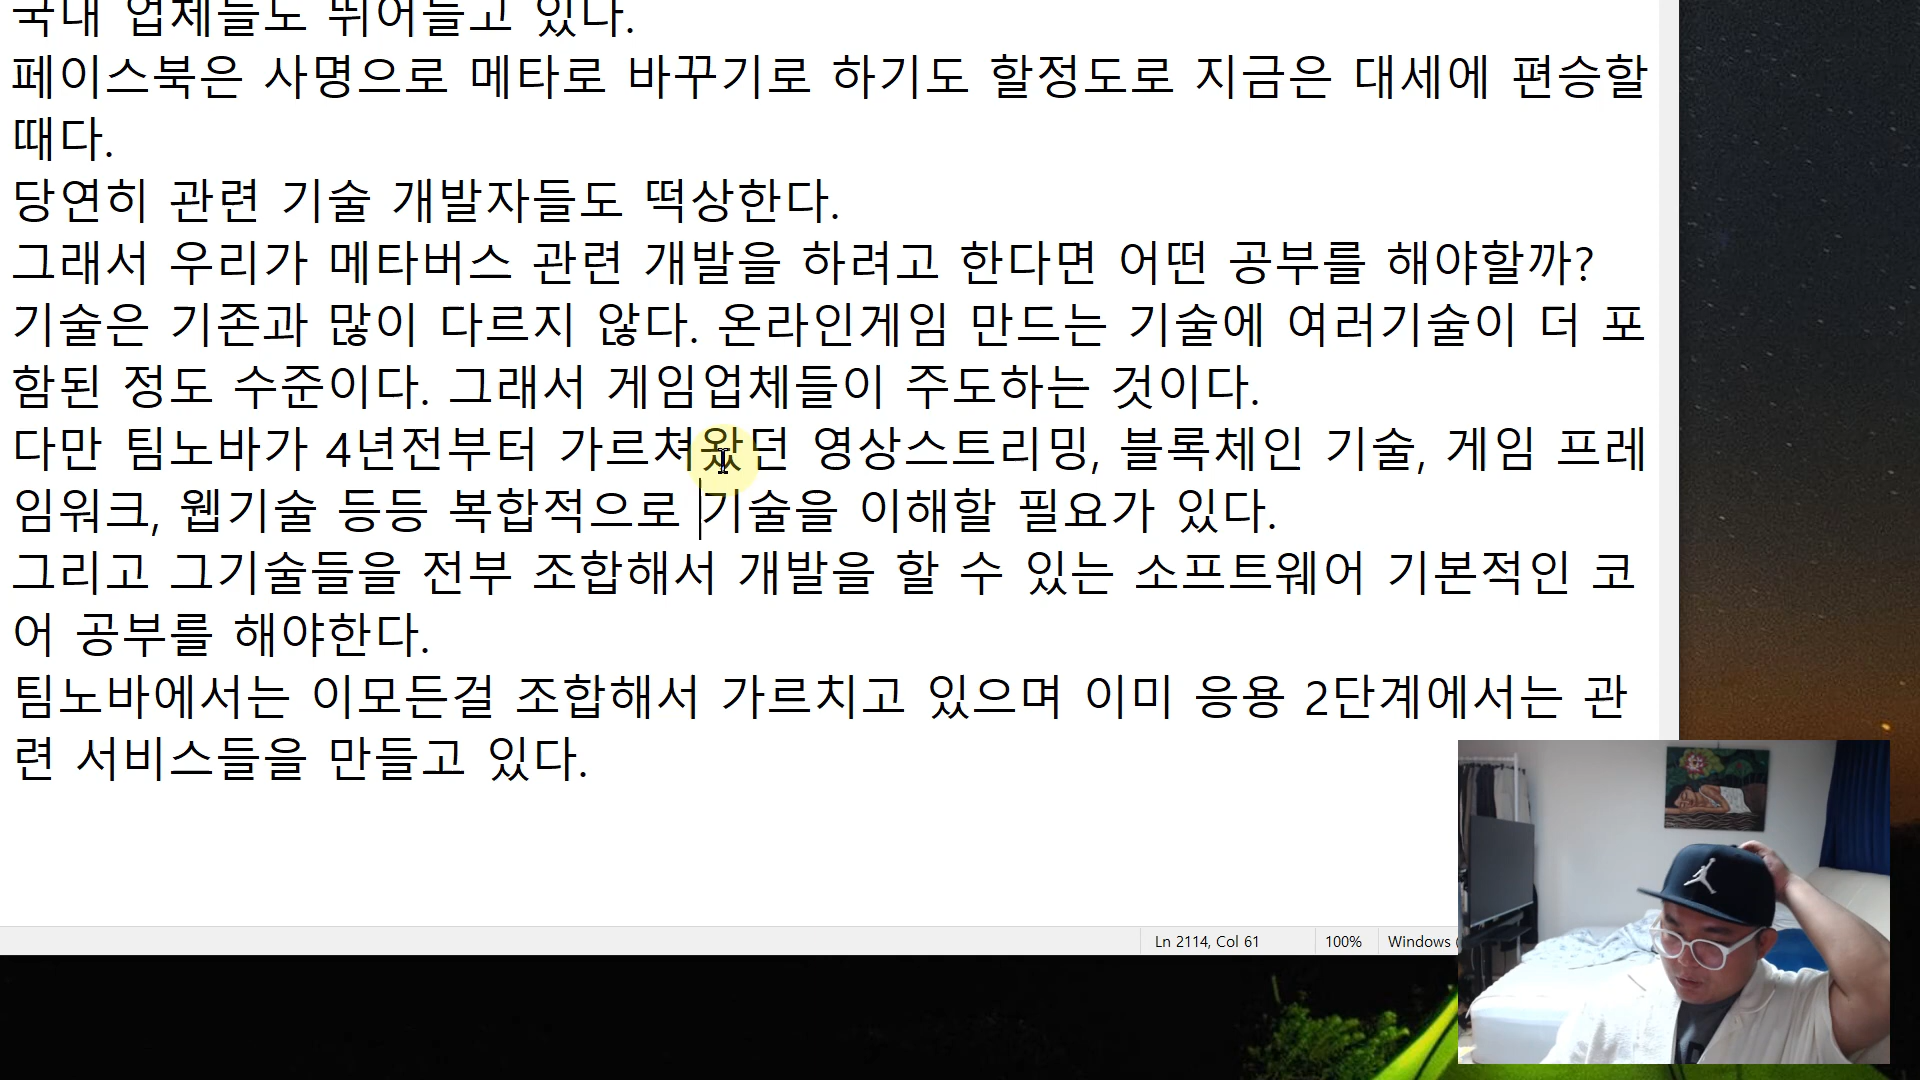 국내 업체들도 뛰어들고 있다.
페이스북은 사명으로 메타로 바꾸기로 하기도 할정도로 지금은 대세에 편승할
때다.
당연히 관련 기술 개발자들도 떡상한다.
그래서 우리가 메타버스 관련 개발을 하려고 한다면 어떤 공부를 해야할까?
기술은 기존과 많이 다르지 않다. 온라인게임 만드는 기술에 여러기술이 더 포
함된 정도 수준이다. 그래서 게임업체들이 주도하는 것이다.
다만 팀노바가 4년전부터 가르쳐왔던 영상스트리밍, 블록체인 기술, 게임 프레
임워크, 웹기술 등등 복합적으로 기술을 이해할 필요가 있다.
그리고 그기술들을 전부 조합해서 개발을 할 수 있는 소프트웨어 기본적인 코
어 공부를 해야한다.
팀노바에서는 이모든걸 조합해서 가르치고 있으며 이미 응용 2단계에서는 관
련 서비스들을 만들고 있다.
Ln 2114, Col 61 100% Windows (